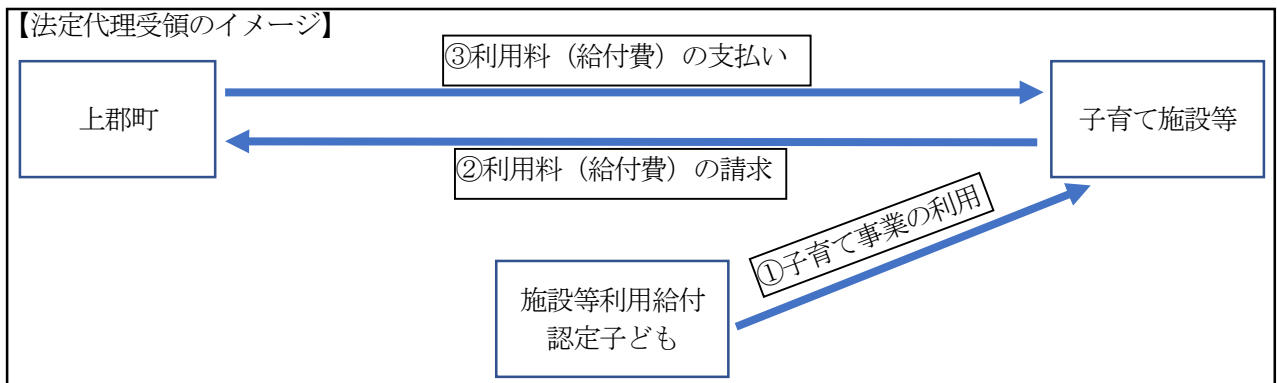 【法定代理受領のイメージ】
③利用料（給付費）の支払い
上郡町
子育て施設等
②利用料（給付費）の請求
①子育て事業の利用
施設等利用給付
認定子ども